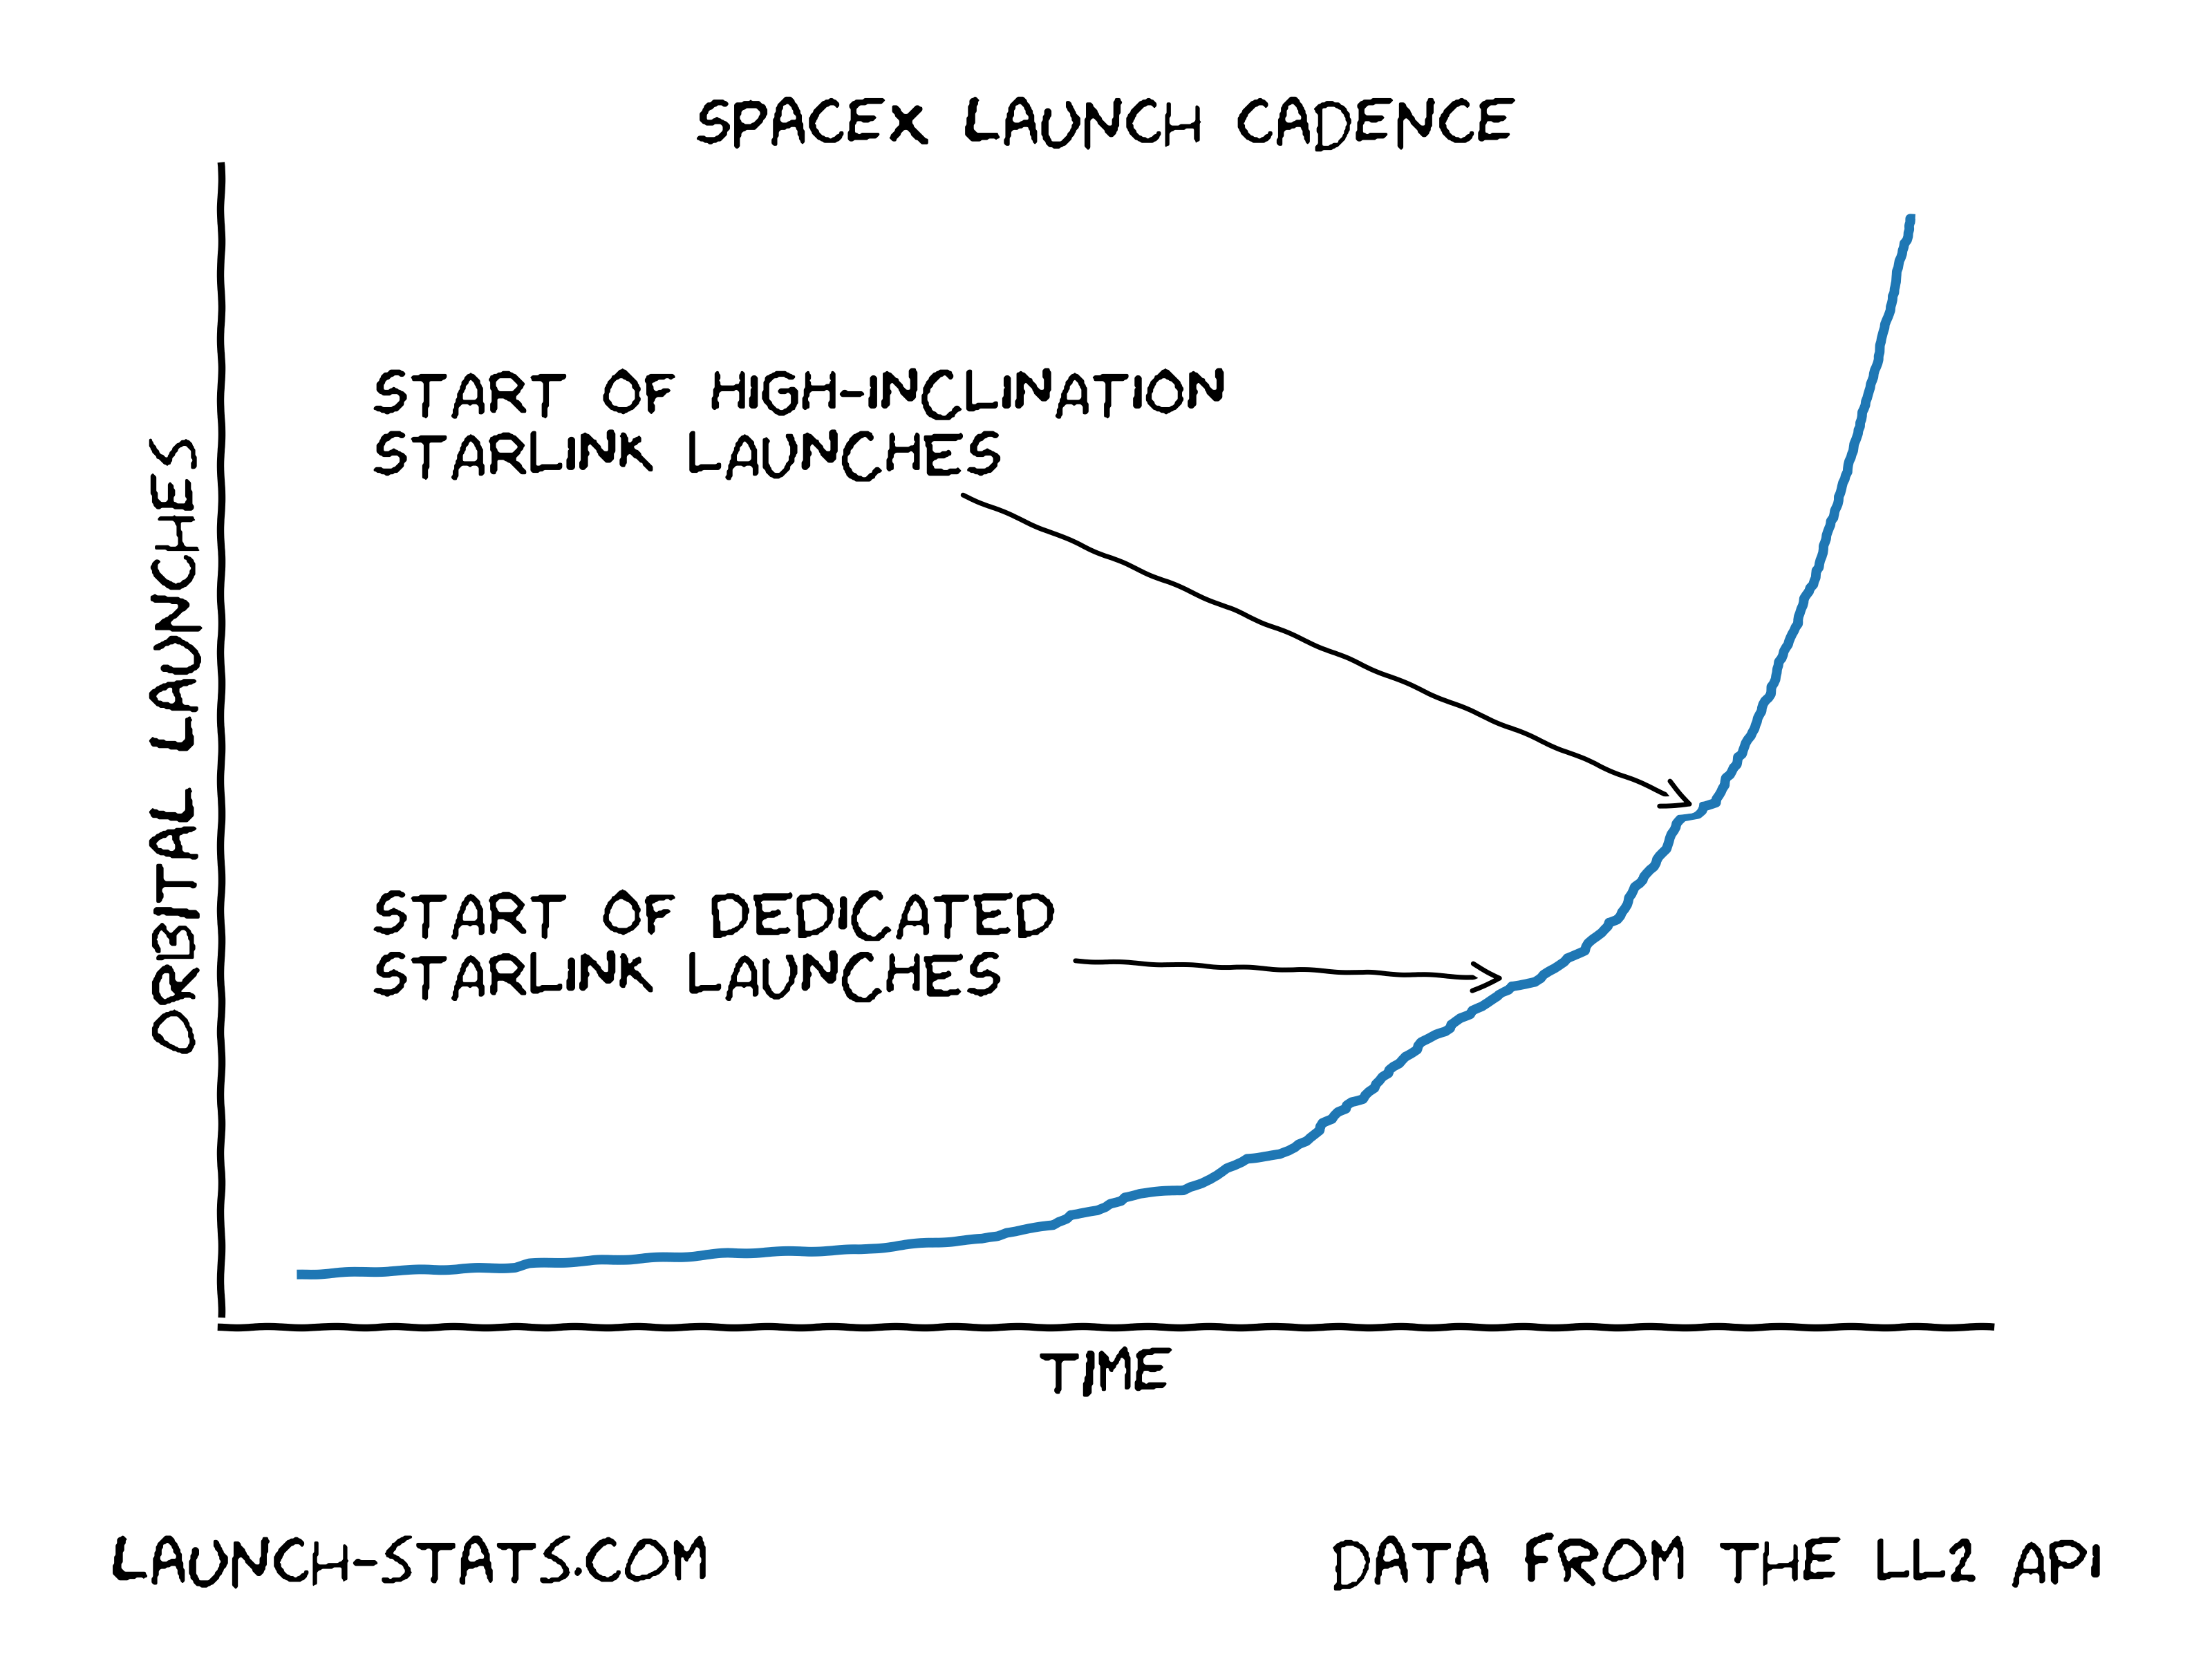 SPACEX LAUNCH CADENCE
START OF HIGH-INCLINATION
STARLINK LAUNCHES
ORBITAL LAUNCHES
START OF DEDICATED
STARLINK LAUNCHES
TIME
LAUNCH-STATS.COM
DATA FROM THE LL2 API